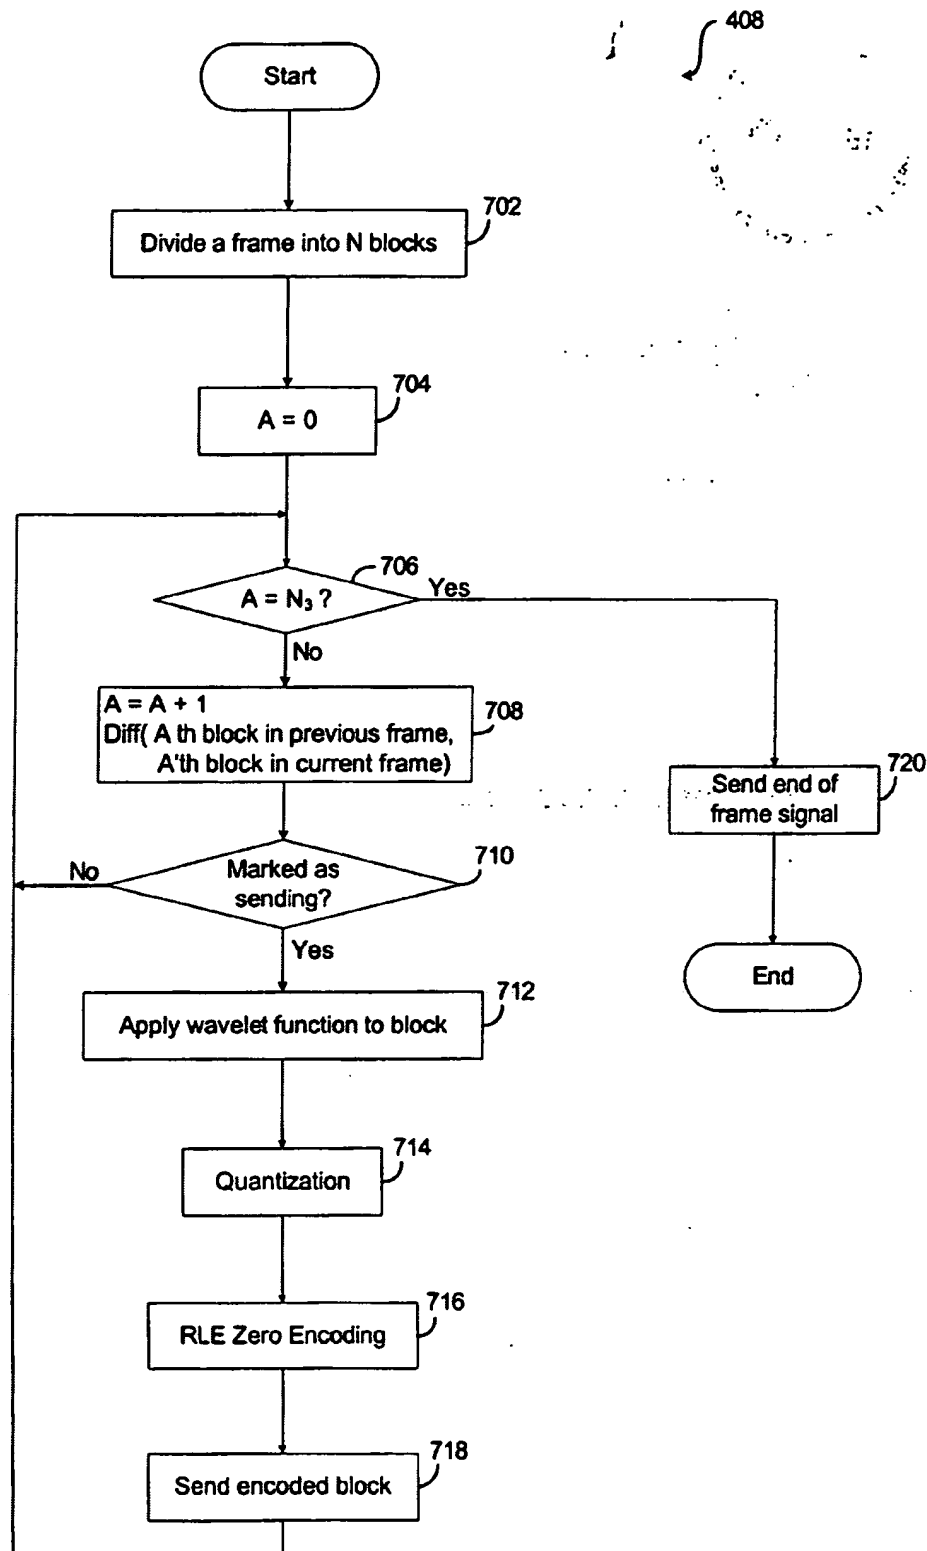 408
Start
702
Divide a frame into N blocks
704
A = 0
706
A = N₃ ?
Yes
No
A = A + 1
Diff( A th block in previous frame,
A'th block in current frame)
708
720
Send end of
frame signal
Marked as
sending?
710
No
Yes
End
712
Apply wavelet function to block
714
Quantization
716
RLE Zero Encoding
718
Send encoded block